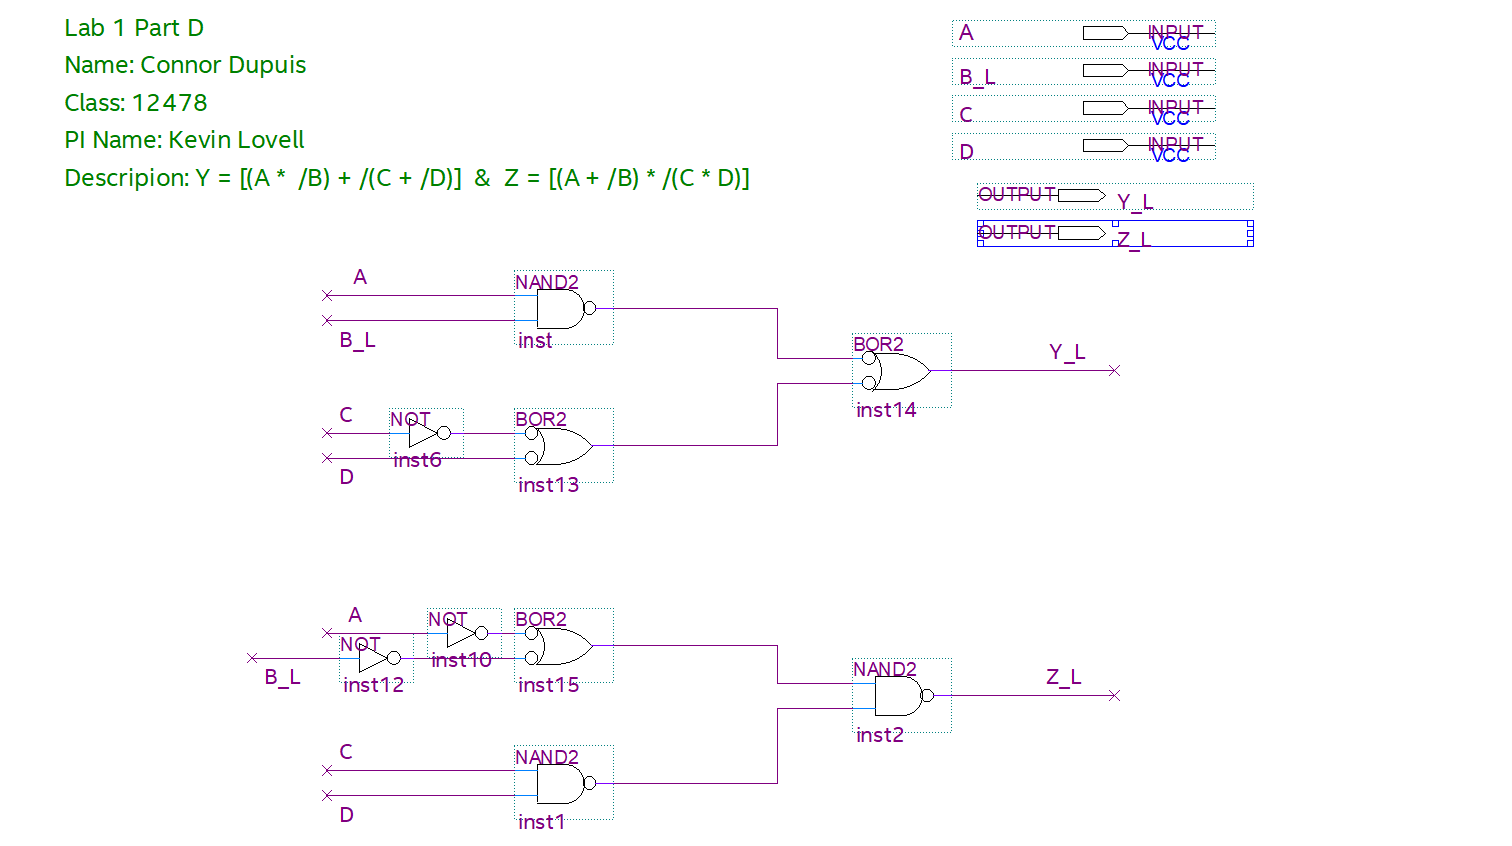 Lab 1 Part D
Name: Connor Dupuis
Class: 12478
PI Name: Kevin Lovell
Descripion: Y = [(A * /B) + /(C + /D)] & Z = [(A + /B) * /(C * D)]
A INPUT
VCC
B_L INPUT
VCC
C INPUT
VCC
D INPUT
VCC
OUTPUT Y_L
OUTPUT Z_L
A
NAND2
B_L
inst
BOR2
Y_L
inst14
C
NOT
BOR2
inst6
D
inst13
A
NOT
BOR2
NOT
inst10
B_L
inst12
inst15
NAND2
Z_L
inst2
C
NAND2
D
inst1